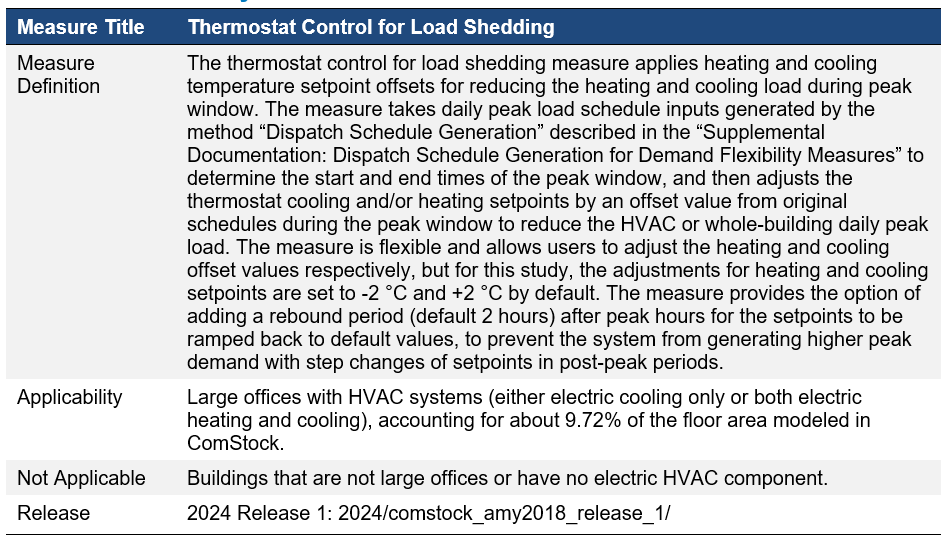 Measure Title
Thermostat Control for Load Shedding
Measure
Definition
The thermostat control for load shedding measure applies heating and cooling
temperature setpoint offsets for reducing the heating and cooling load during peak
window. The measure takes daily peak load schedule inputs generated by the
method “Dispatch Schedule Generation” described in the “Supplemental
Documentation: Dispatch Schedule Generation for Demand Flexibility Measures” to
determine the start and end times of the peak window, and then adjusts the
thermostat cooling and/or heating setpoints by an offset value from original
schedules during the peak window to reduce the HVAC or whole-building daily peak
load. The measure is flexible and allows users to adjust the heating and cooling
offset values respectively, but for this study, the adjustments for heating and cooling
setpoints are set to -2 °C and +2 °C by default. The measure provides the option of
adding a rebound period (default 2 hours) after peak hours for the setpoints to be
ramped back to default values, to prevent the system from generating higher peak
demand with step changes of setpoints in post-peak periods.
Applicability
Large offices with HVAC systems (either electric cooling only or both electric
heating and cooling), accounting for about 9.72% of the floor area modeled in
ComStock.
Not Applicable
Buildings that are not large offices or have no electric HVAC component.
Release
2024 Release 1: 2024/comstock_amy2018_release_1/